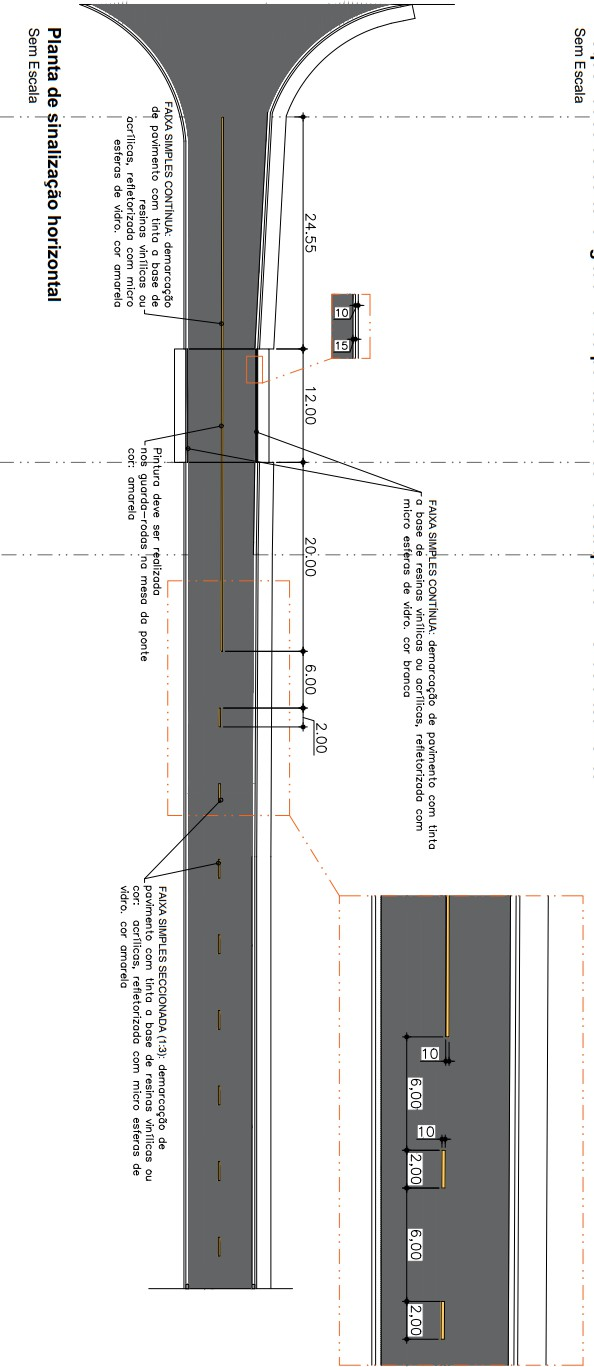 Sem Escala
FAIXA SIMPLES CONTÍNUA: demarcação de pavimento com tinta
a base de resinas vinílicas ou acrílicas, refletorizada com
micro esferas de vidro. cor branca
10
15
24.55
12.00
20.00
6.00
2.00
10
6,00
10
2,00
6,00
2,00
FAIXA SIMPLES CONTÍNUA: demarcação
de pavimento com tinta a base de
resinas vinílicas ou
acrílicas, refletorizada com micro
esferas de vidro. cor amarela
Pintura deve ser realizada
nos guarda-rodas na mesa da ponte
cor: amarela
FAIXA SIMPLES SECCIONADA (1:3): demarcação de
pavimento com tinta a base de resinas vinílicas ou
cor: acrílicas, refletorizada com micro esferas de
vidro. cor amarela
Planta de sinalização horizontal
Sem Escala